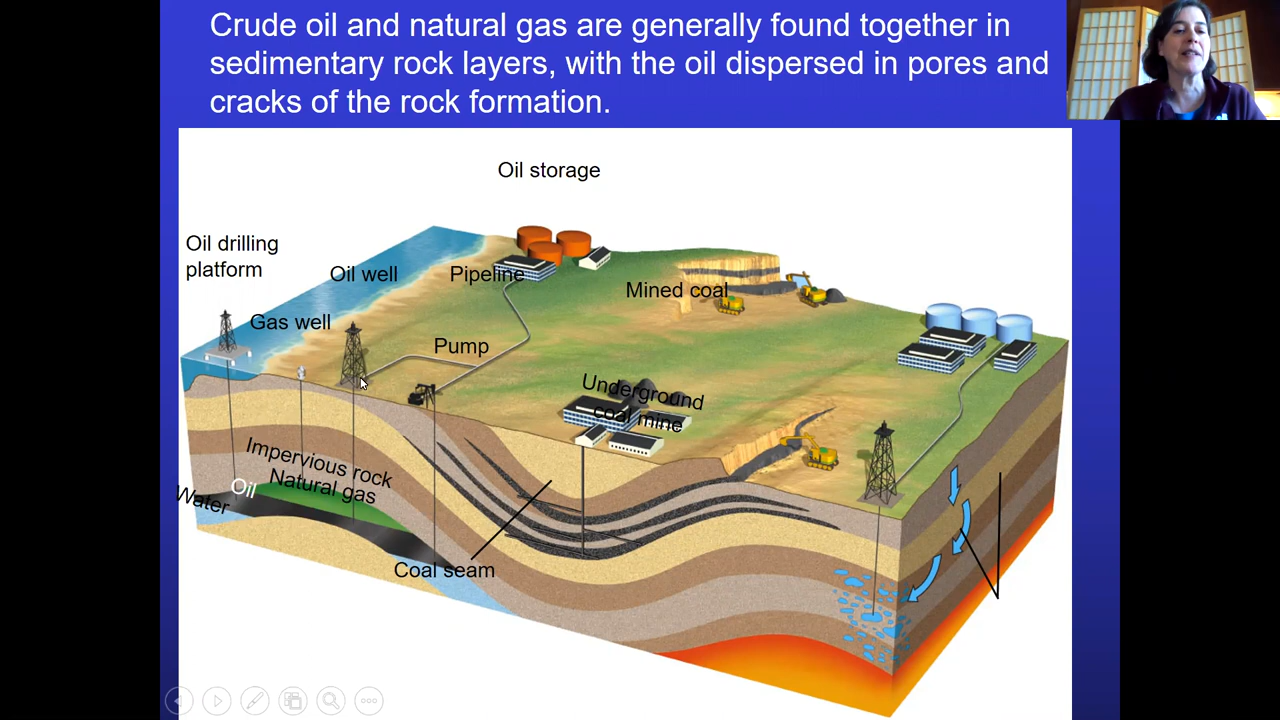 Crude oil and natural gas are generally found together in
sedimentary rock layers, with the oil dispersed in pores and
cracks of the rock formation.
Oil storage
Oil drilling
platform
Oil well
Pipeline
Mined coal
Gas well
Pump
Underground
coal mine
Impervious rock
Natural gas
Oil
Water
Coal seam